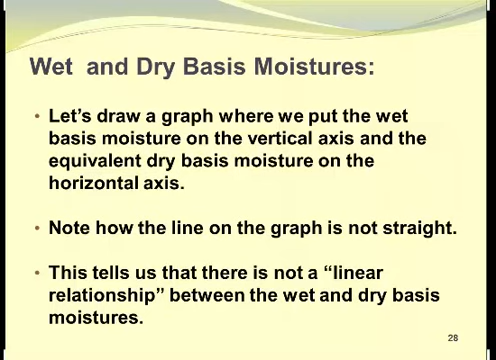 Wet and Dry Basis Moistures:
• Let's draw a graph where we put the wet
basis moisture on the vertical axis and the
equivalent dry basis moisture on the
horizontal axis.
• Note how the line on the graph is not straight.
• This tells us that there is not a “linear
relationship” between the wet and dry basis
moistures.
28